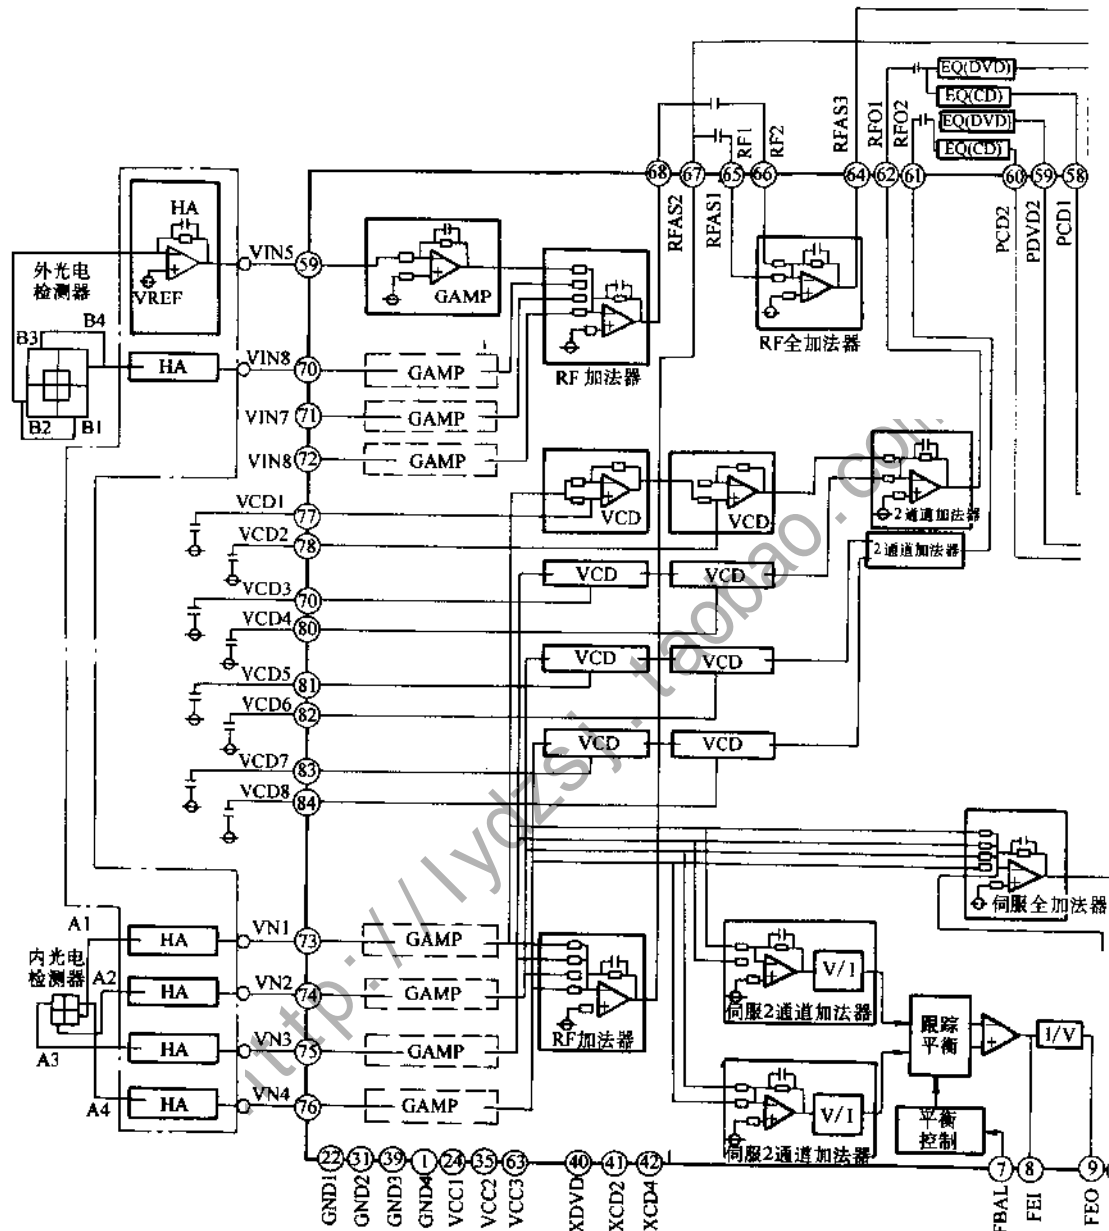 EQ(DVD)
EQ(CD)
EQ(DVD)
EQ(CD)
RFAS3
RFO1
RFO2
RF1
RF2
68
67
65
66
64
62
61
60
59
58
RFAS2
RFAS1
PCD2
PDVD2
PCD1
HA
VREF
外光电
检测器
B4
B3
B2
B1
HA
VIN5
59
GAMP
RF加法器
RF全加法器
VIN8
70
GAMP
VIN7
71
GAMP
VIN8
72
GAMP
VCD
VCD
2通道加法器
2通道加法器
VCD1
77
VCD2
78
VCD3
70
VCD
VCD
VCD4
80
VCD5
81
VCD
VCD
VCD6
82
VCD7
83
VCD
VCD
VCD8
84
伺服全加法器
A1
内光电
检测器
A2
A3
A4
HA
VN1
73
GAMP
HA
VN2
74
GAMP
HA
VN3
75
GAMP
HA
VN4
76
GAMP
RF加法器
V/I
伺服2通道加法器
V/I
伺服2通道加法器
跟踪
平衡
平衡
控制
I/V
22
31
39
1
24
35
63
40
41
42
7
8
9
GND1
GND2
GND3
GND4
VCC1
VCC2
VCC3
XDVD
XCD2
XCD4
FBAL
FEI
FEO
http://lydzsj.taobao.com